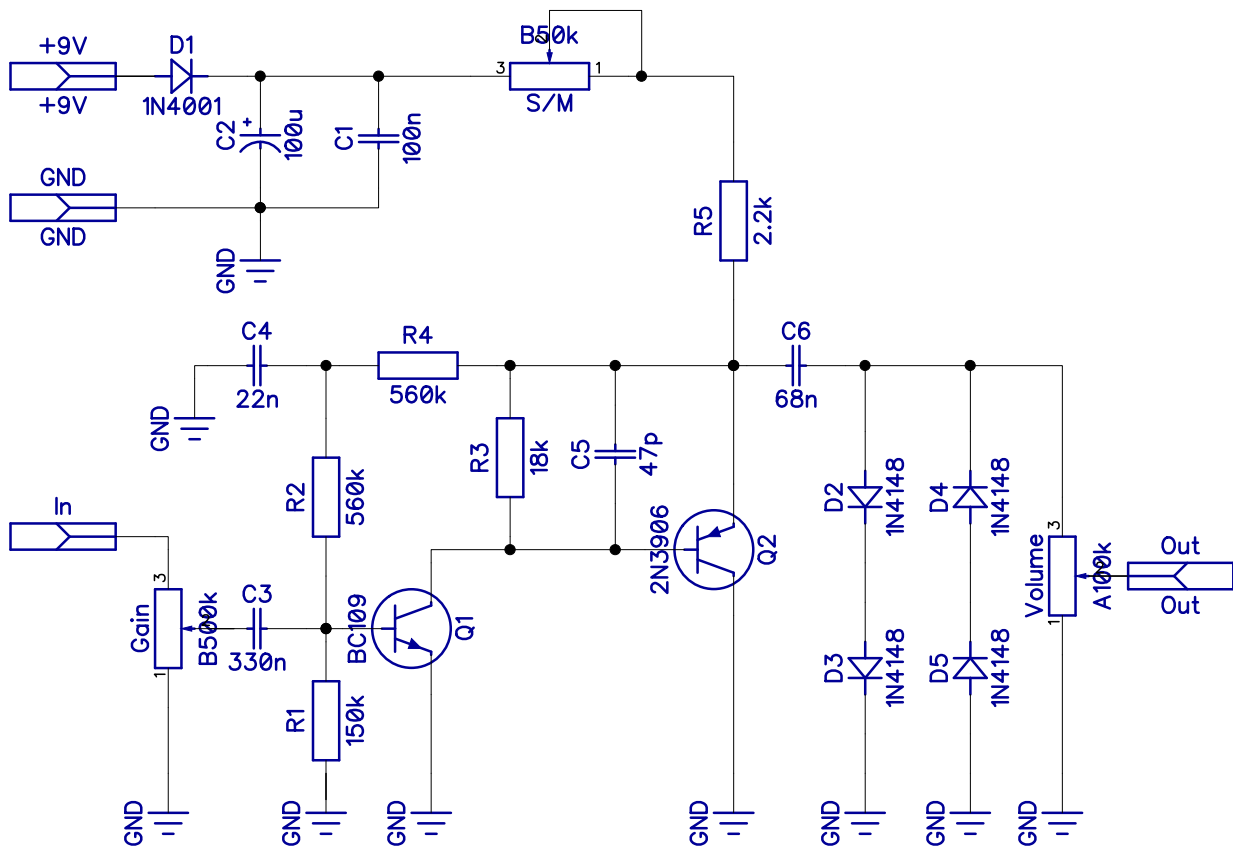 +9V
+9V
D1
1N4001
C2
+
100u
C1
100n
B50k
2
3
1
S/M
GND
GND
GND
R5
2.2k
C4
22n
GND
R4
560k
C6
68n
R3
18k
C5
47p
R2
560k
In
3
Gain
B500k
2
1
C3
330n
BC109
Q1
R1
150k
2N3906
Q2
D2
1N4148
D4
1N4148
D3
1N4148
D5
1N4148
3
Volume
A100k
2
1
Out
Out
GND
GND
GND
GND
GND
GND
GND